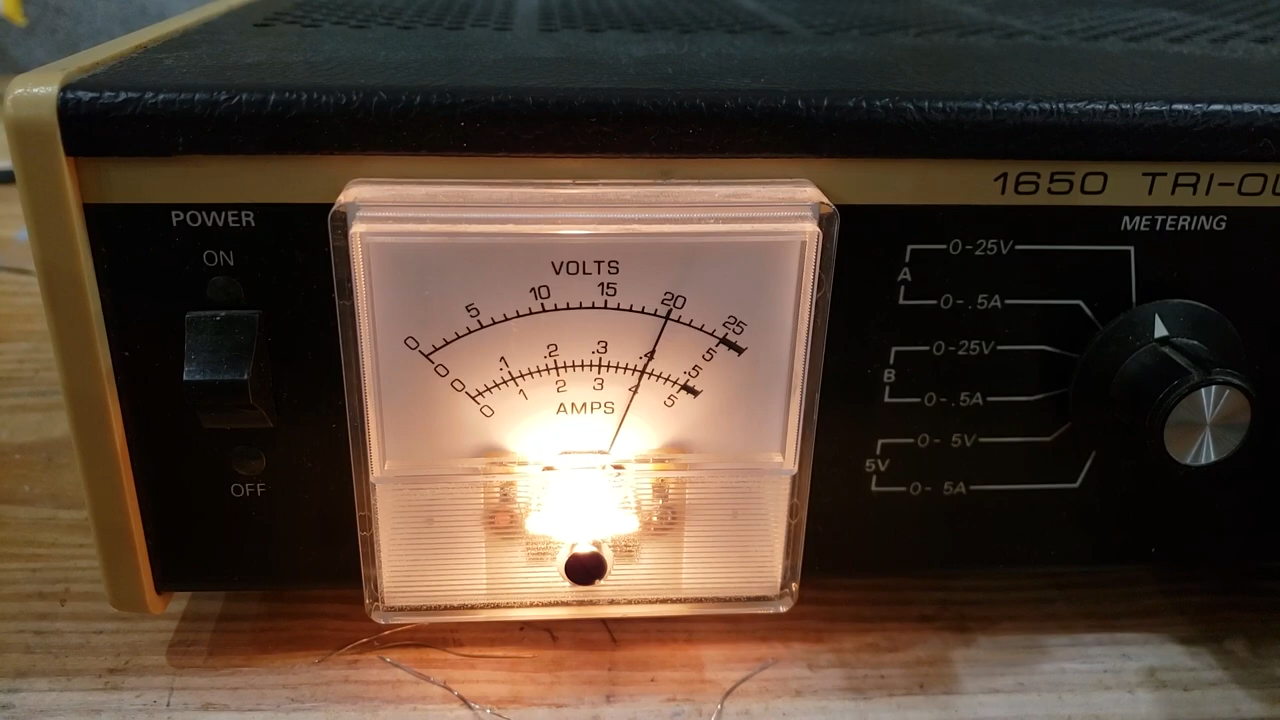 1650 TRI-OU
POWER
ON
OFF
VOLTS
0 5 10 15 20 25
0 .1 .2 .3 .4 .5 5
0 1 2 3 4 5
AMPS
METERING
A
0-25V
0-.5A
B
0-25V
0-.5A
5V
0- 5V
0- 5A